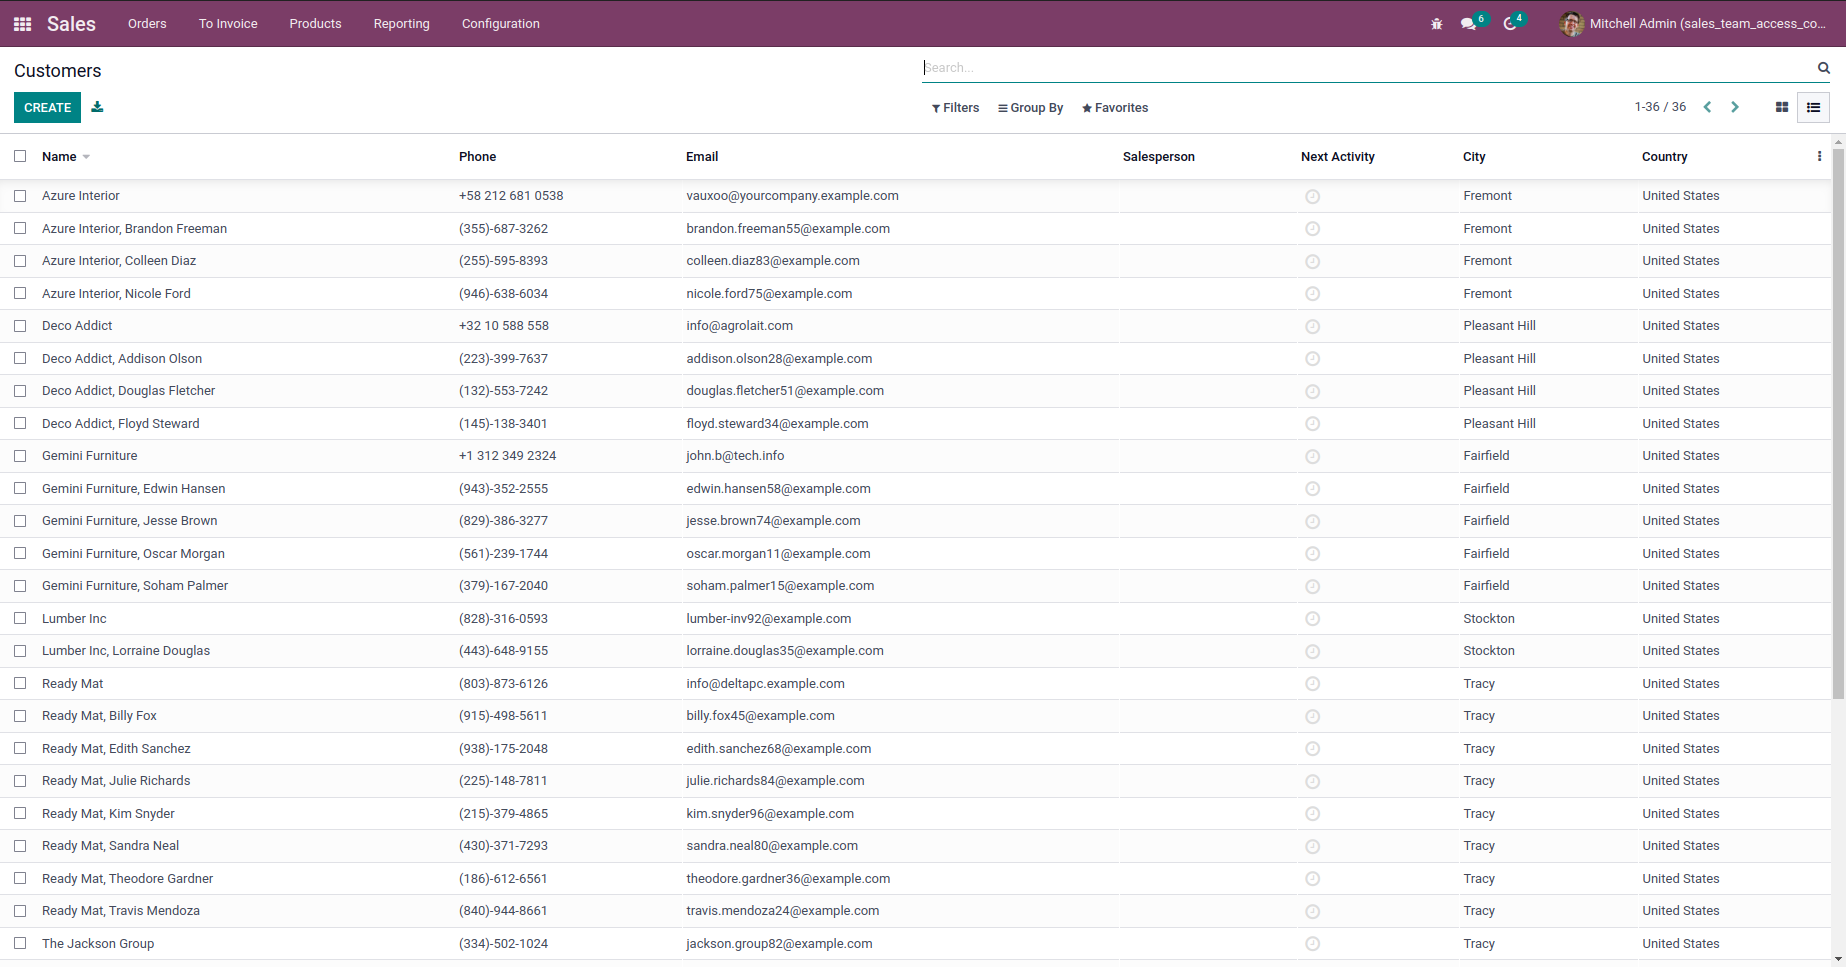 Sales Orders To Invoice Products Reporting Configuration 6 4 Mitchell Admin (sales_team_access_co...
Customers Search...
CREATE Filters Group By Favorites 1-36 / 36
Name Phone Email Salesperson Next Activity City Country
Azure Interior +58 212 681 0538 vauxoo@yourcompany.example.com Fremont United States
Azure Interior, Brandon Freeman (355)-687-3262 brandon.freeman55@example.com Fremont United States
Azure Interior, Colleen Diaz (255)-595-8393 colleen.diaz83@example.com Fremont United States
Azure Interior, Nicole Ford (946)-638-6034 nicole.ford75@example.com Fremont United States
Deco Addict +32 10 588 558 info@agrolait.com Pleasant Hill United States
Deco Addict, Addison Olson (223)-399-7637 addison.olson28@example.com Pleasant Hill United States
Deco Addict, Douglas Fletcher (132)-553-7242 douglas.fletcher51@example.com Pleasant Hill United States
Deco Addict, Floyd Steward (145)-138-3401 floyd.steward34@example.com Pleasant Hill United States
Gemini Furniture +1 312 349 2324 john.b@tech.info Fairfield United States
Gemini Furniture, Edwin Hansen (943)-352-2555 edwin.hansen58@example.com Fairfield United States
Gemini Furniture, Jesse Brown (829)-386-3277 jesse.brown74@example.com Fairfield United States
Gemini Furniture, Oscar Morgan (561)-239-1744 oscar.morgan11@example.com Fairfield United States
Gemini Furniture, Soham Palmer (379)-167-2040 soham.palmer15@example.com Fairfield United States
Lumber Inc (828)-316-0593 lumber-inv92@example.com Stockton United States
Lumber Inc, Lorraine Douglas (443)-648-9155 lorraine.douglas35@example.com Stockton United States
Ready Mat (803)-873-6126 info@deltapc.example.com Tracy United States
Ready Mat, Billy Fox (915)-498-5611 billy.fox45@example.com Tracy United States
Ready Mat, Edith Sanchez (938)-175-2048 edith.sanchez68@example.com Tracy United States
Ready Mat, Julie Richards (225)-148-7811 julie.richards84@example.com Tracy United States
Ready Mat, Kim Snyder (215)-379-4865 kim.snyder96@example.com Tracy United States
Ready Mat, Sandra Neal (430)-371-7293 sandra.neal80@example.com Tracy United States
Ready Mat, Theodore Gardner (186)-612-6561 theodore.gardner36@example.com Tracy United States
Ready Mat, Travis Mendoza (840)-944-8661 travis.mendoza24@example.com Tracy United States
The Jackson Group (334)-502-1024 jackson.group82@example.com Tracy United States